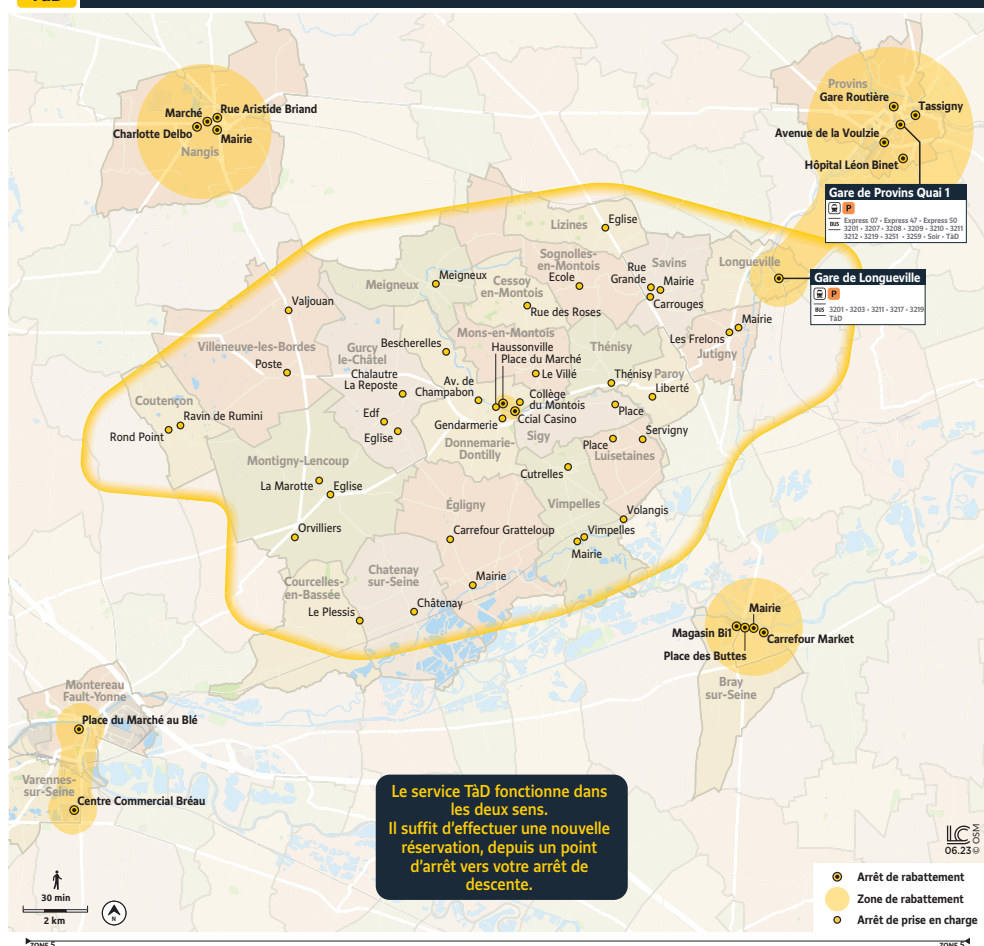 TàD
Provins
Gare Routière
Tassigny
Avenue de la Voulzie
Hôpital Léon Binet
Marché
Rue Aristide Briand
Charlotte Delbo
Mairie
Nangis
Gare de Provins Quai 1
P
BUS
Express 07 • Express 47 • Express 50
3201 • 3207 • 3208 • 3209 • 3210 • 3211
3212 • 3219 • 3251 • 3259 • Soir • TàD
Longueville
Gare de Longueville
P
BUS
3201 • 3203 • 3211 • 3217 • 3219
TàD
Lizines
Eglise
Sognolles-
en-Montois
Ecole
Savins
Rue
Grande
Mairie
Carrouges
Meigneux
Meigneux
Cessoy
en-Montois
Rue des Roses
Valjouan
Mairie
Les Frelons
Jutigny
Mons-en-Montois
Haussonville
Place du Marché
Le Villé
Bescherelles
Villeneuve-les-Bordes
Poste
Gurcy
le-Châtel
Chalautre
La Reposte
Thénisy
Thénisy
Paroy
Liberté
Av. de
Champabon
Collège
du Montois
Ccial Casino
Gendarmerie
Place
Coutençon
Ravin de Rumini
Rond Point
Edf
Eglise
Donnemarie-
Dontilly
Sigy
Place
Servigny
Luisetaines
Montigny-Lencoup
La Marotte
Eglise
Cutrelles
Orvilliers
Égligny
Carrefour Gratteloup
Vimpelles
Volangis
Vimpelles
Mairie
Chatenay
sur-Seine
Mairie
Courcelles-
en-Bassée
Le Plessis
Châtenay
Mairie
Magasin Bi1
Carrefour Market
Place des Buttes
Bray
sur-Seine
Montereau
Fault-Yonne
Place du Marché au Blé
Varennes-
sur-Seine
Centre Commercial Bréau
Le service TàD fonctionne dans
les deux sens.
Il suffit d'effectuer une nouvelle
réservation, depuis un point
d'arrêt vers votre arrêt de
descente.
LC
06.23 © OSM
30 min
2 km
N
Arrêt de rabattement
Zone de rabattement
Arrêt de prise en charge
ZONE 5
ZONE 5